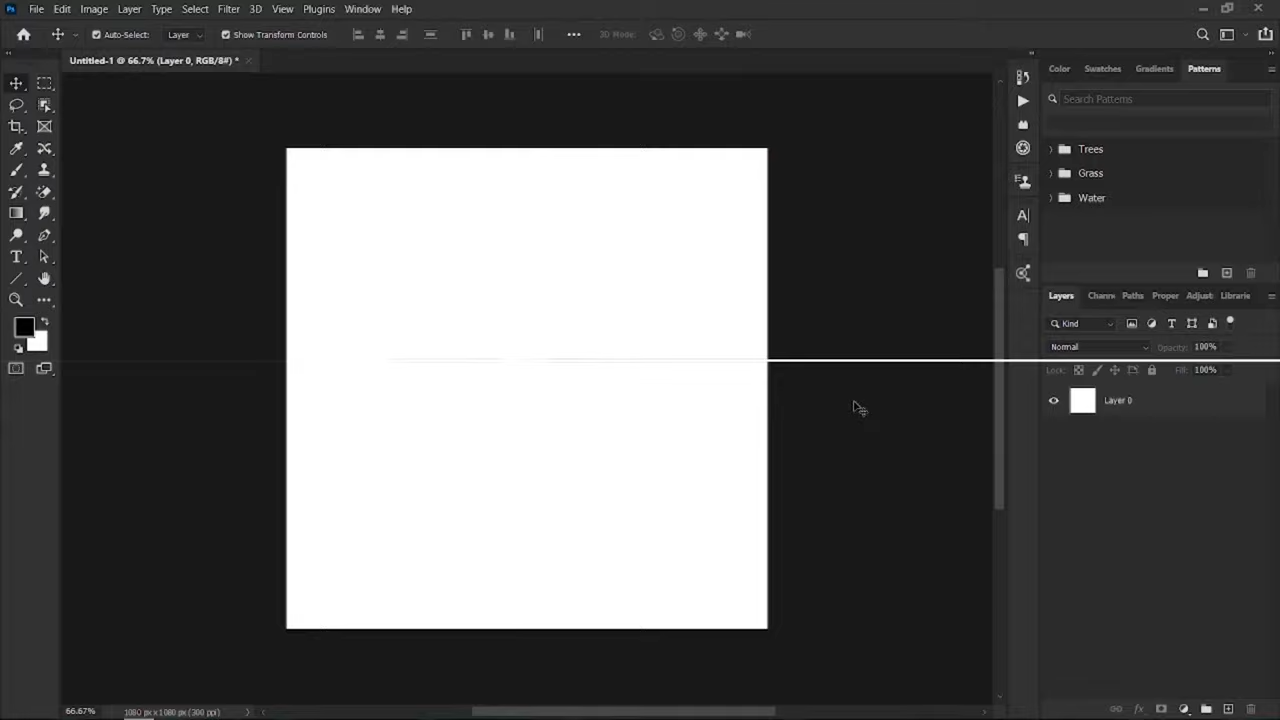 Ps File Edit Image Layer Type Select Filter 3D View Plugins Window Help
Auto-Select: Layer Show Transform Controls 3D Mode:
Untitled-1 @ 66.7% (Layer 0, RGB/8#) *
Color Swatches Gradients Patterns
Search Patterns
Trees
Grass
Water
Layers Chann Paths Proper Adjust Librarie
Kind
Normal Opacity: 100%
Lock: Fill: 100%
Layer 0
66.67% 1080 px x 1080 px (300 ppi)